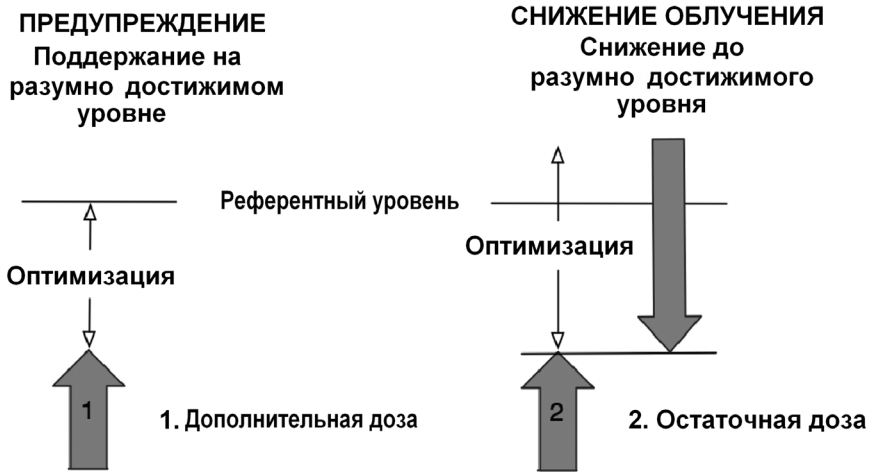 ПРЕДУПРЕЖДЕНИЕ
Поддержание на
разумно достижимом
уровне
СНИЖЕНИЕ ОБЛУЧЕНИЯ
Снижение до
разумно достижимого
уровня
Референтный уровень
Оптимизация
Оптимизация
1
1. Дополнительная доза
2
2. Остаточная доза